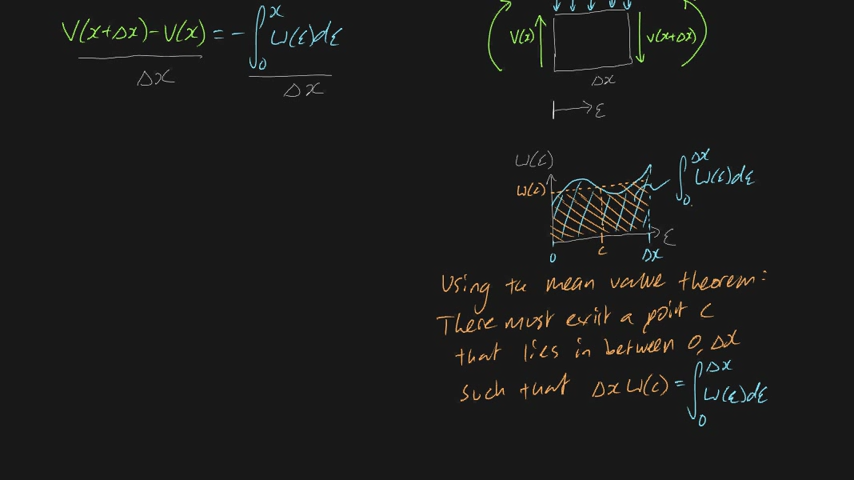 V(x+Δx)-V(x) = -∫₀ˣ W(ε)dε
Δx Δx
V(x) V(x+Δx)
Δx
ε
W(ε)
W(c)
∫₀^Δx W(ε)dε
ε
0 c Δx
Using the mean value theorem:
There must exist a point c
that lies in between 0, Δx
such that Δx W(c) = ∫₀^Δx W(ε)dε